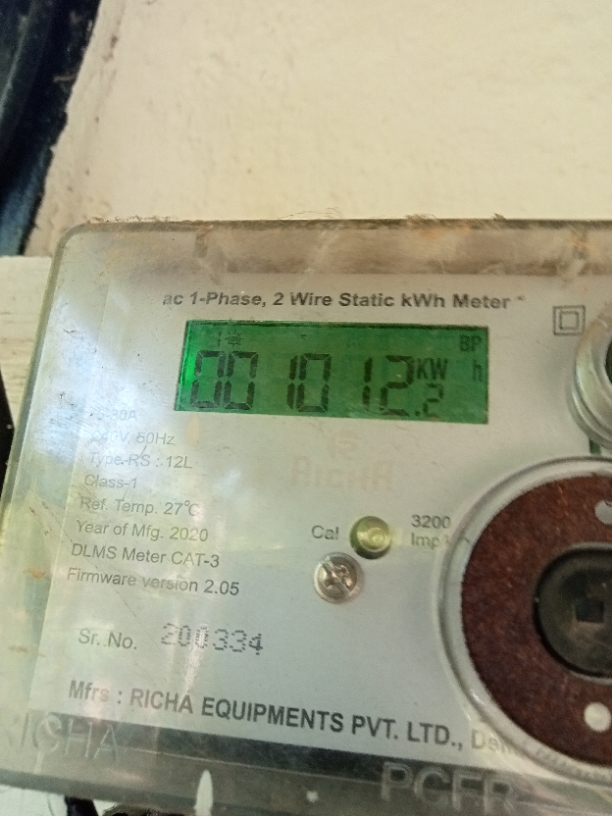 ac 1-Phase, 2 Wire Static kWh Meter
BP
001012.2 KW h
240V, 50Hz
Type-RS : 12L
Class-1
Ref. Temp. 27°C
Year of Mfg. 2020
DLMS Meter CAT-3
Firmware version 2.05
RICHA
Cal
3200
Sr. No. 200334
Mfrs : RICHA EQUIPMENTS PVT. LTD.,
RICHA